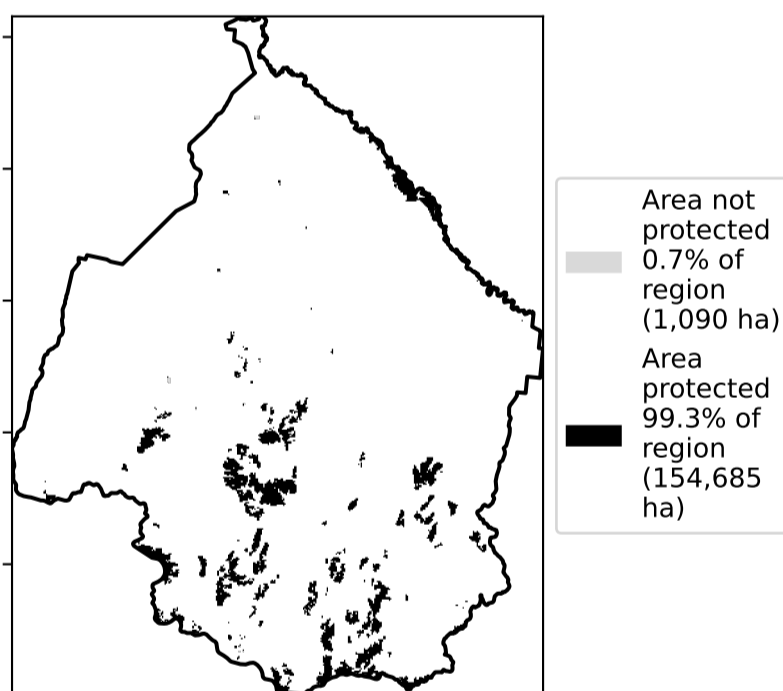 Area not
protected
0.7% of
region
(1,090 ha)
Area
protected
99.3% of
region
(154,685
ha)